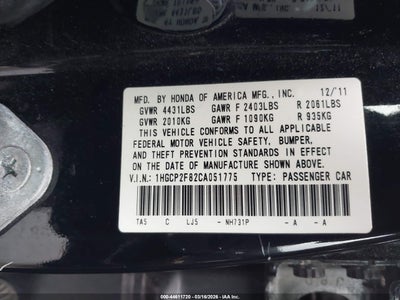 MFD. BY HONDA OF AMERICA MFG., INC. 12/'11
GVWR 4431LBS GAWR F 2403LBS R 2061LBS
GVWR 2010KG GAWR F 1090KG R 935KG
THIS VEHICLE CONFORMS TO ALL APPLICABLE
FEDERAL MOTOR VEHICLE SAFETY, BUMPER,
AND THEFT PREVENTION STANDARDS IN EFFECT
ON THE DATE OF MANUFACTURE SHOWN ABOVE.
V.I.N.: 1HGCP2F82CA051775 TYPE: PASSENGER CAR
TA5 C LJ5 - NH731P - A - A
000-44611720 - 03/16/2026 - IAAI.com